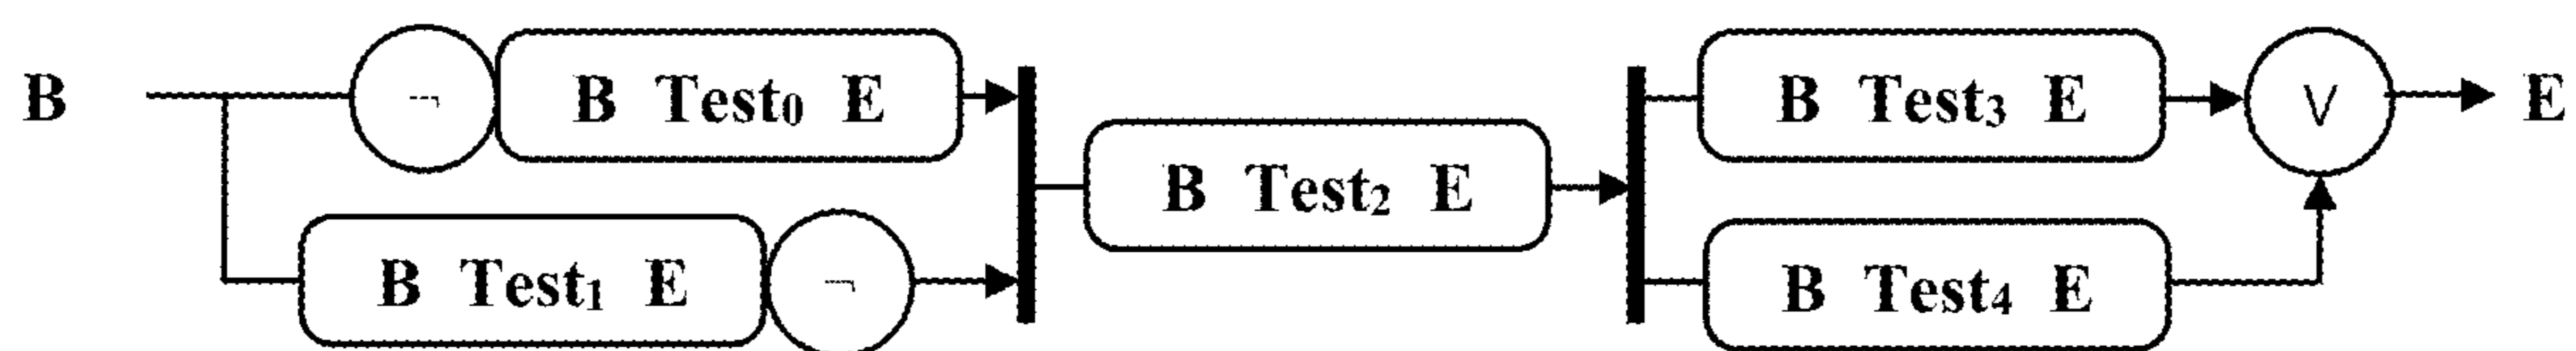 B ¬ B Test₀ E B Test₃ E V E
B Test₂ E
B Test₁ E ¬ B Test₄ E